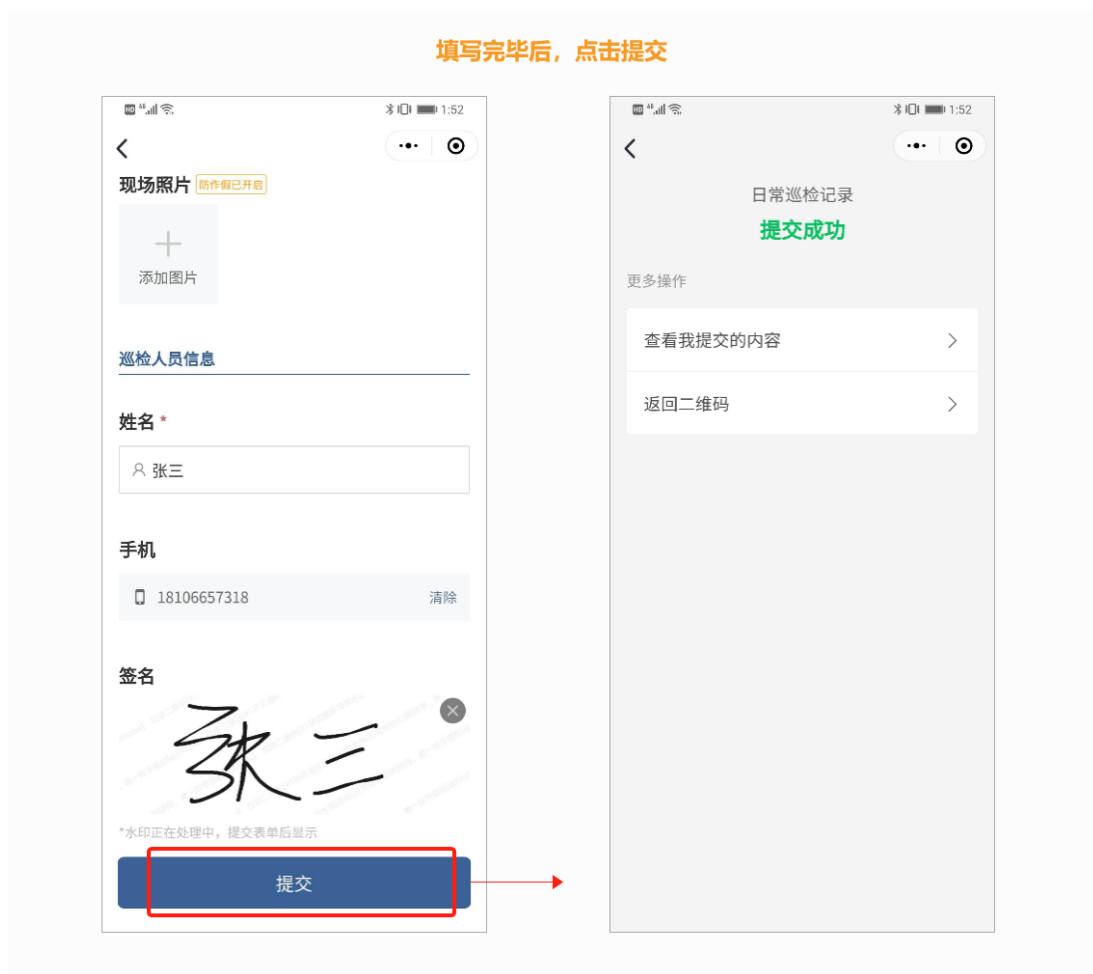 填写完毕后，点击提交
1:52
现场照片 防作假已开启
添加图片
巡检人员信息
姓名 *
张三
手机
18106657318 清除
签名
张三
*水印正在处理中，提交表单后显示
提交
1:52
日常巡检记录
提交成功
更多操作
查看我提交的内容
返回二维码